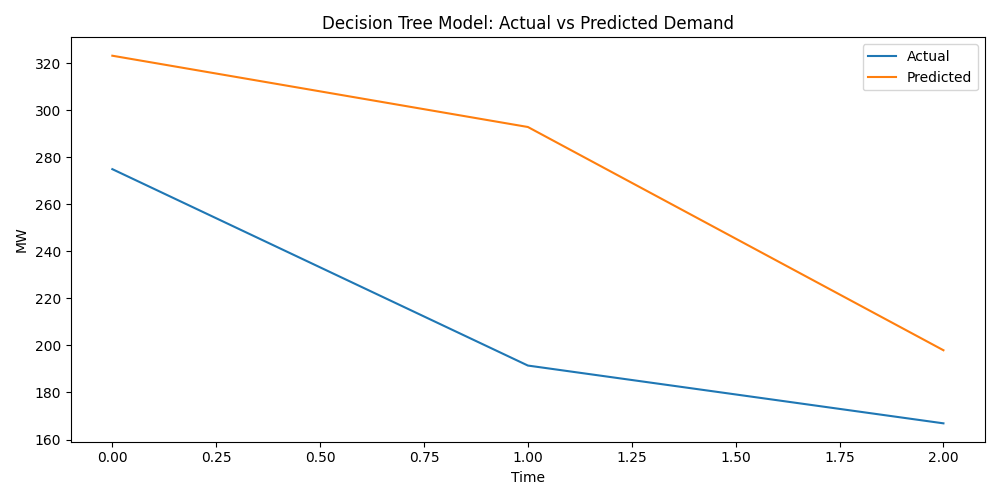 Decision Tree Model: Actual vs Predicted Demand
Actual
Predicted
320
300
280
260
240
220
200
180
160
MW
0.00 0.25 0.50 0.75 1.00 1.25 1.50 1.75 2.00
Time